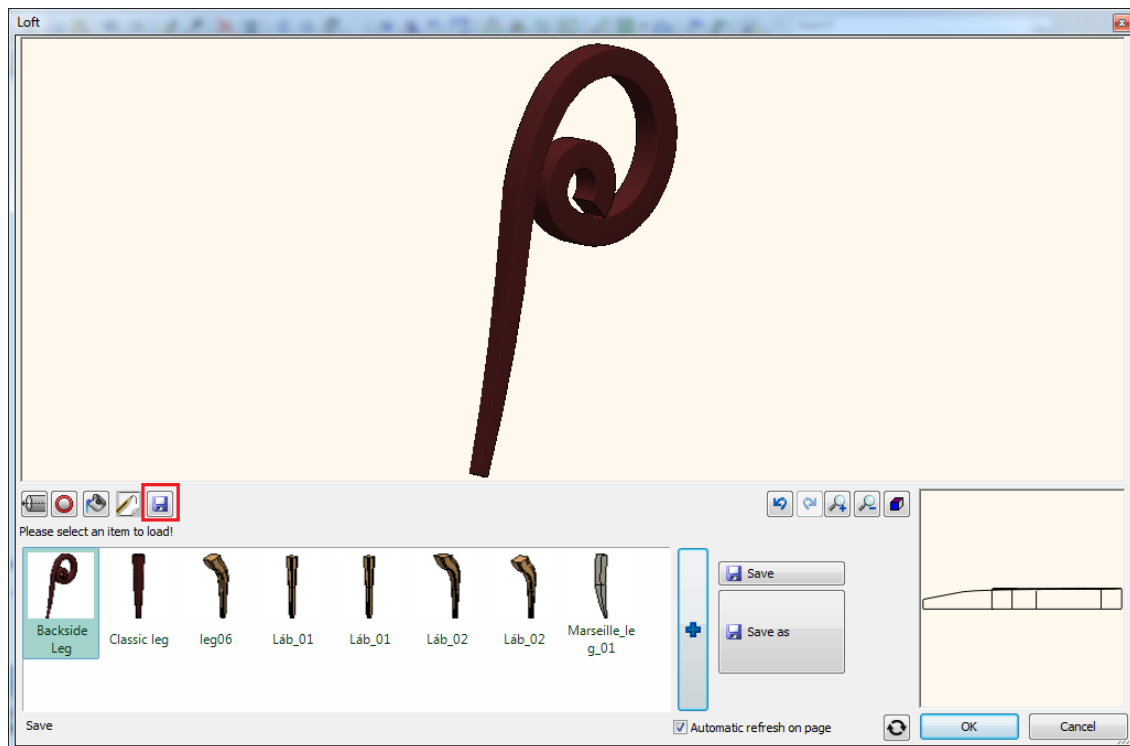 Loft
Please select an item to load!
Backside
Leg
Classic leg
leg06
Láb_01
Láb_01
Láb_02
Láb_02
Marseille_le
g_01
Save
Save as
Save
Automatic refresh on page
OK
Cancel